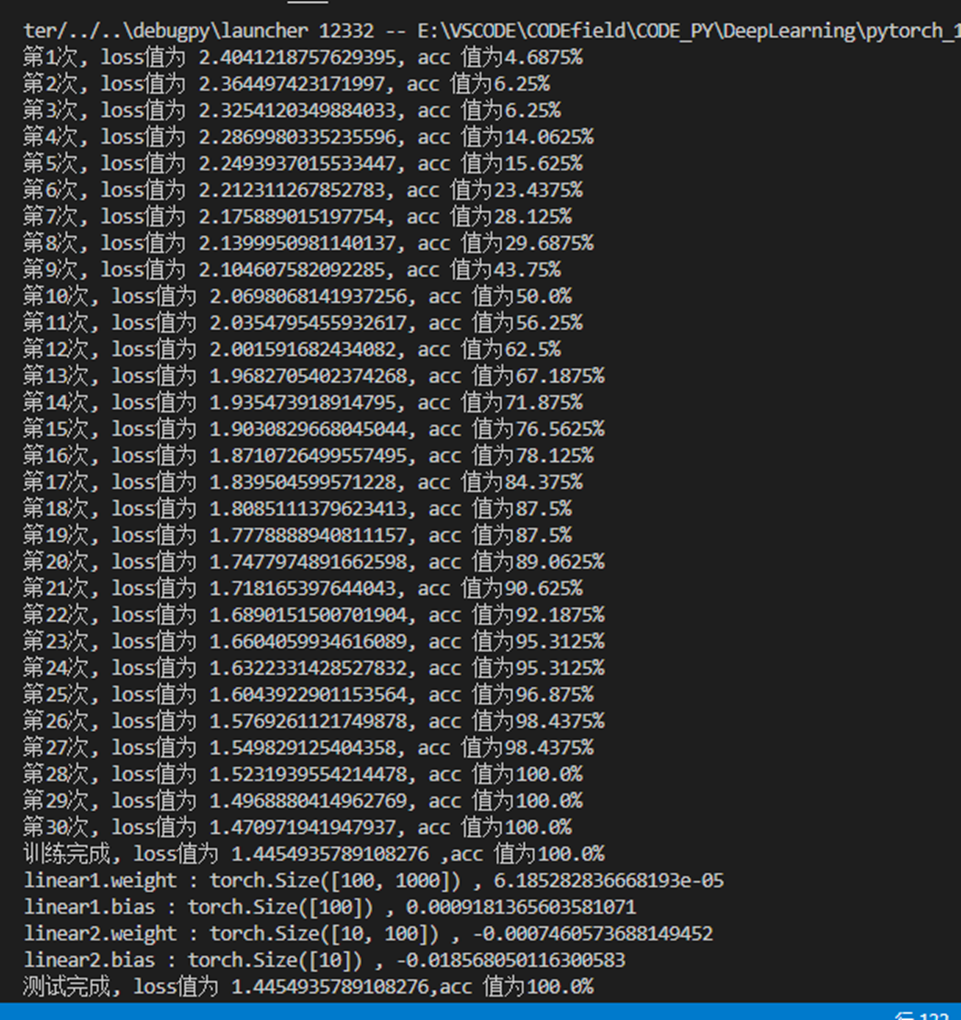 ter/../..\debugpy\launcher 12332 -- E:\VSCODE\CODEfield\CODE_PY\DeepLearning\pytorch_1
第1次, loss值为 2.4041218757629395, acc 值为4.6875%
第2次, loss值为 2.364497423171997, acc 值为6.25%
第3次, loss值为 2.3254120349884033, acc 值为6.25%
第4次, loss值为 2.2869980335235596, acc 值为14.0625%
第5次, loss值为 2.2493937015533447, acc 值为15.625%
第6次, loss值为 2.212311267852783, acc 值为23.4375%
第7次, loss值为 2.175889015197754, acc 值为28.125%
第8次, loss值为 2.1399950981140137, acc 值为29.6875%
第9次, loss值为 2.104607582092285, acc 值为43.75%
第10次, loss值为 2.0698068141937256, acc 值为50.0%
第11次, loss值为 2.0354795455932617, acc 值为56.25%
第12次, loss值为 2.001591682434082, acc 值为62.5%
第13次, loss值为 1.9682705402374268, acc 值为67.1875%
第14次, loss值为 1.935473918914795, acc 值为71.875%
第15次, loss值为 1.9030829668045044, acc 值为76.5625%
第16次, loss值为 1.8710726499557495, acc 值为78.125%
第17次, loss值为 1.839504599571228, acc 值为84.375%
第18次, loss值为 1.8085111379623413, acc 值为87.5%
第19次, loss值为 1.7778888940811157, acc 值为87.5%
第20次, loss值为 1.7477974891662598, acc 值为89.0625%
第21次, loss值为 1.718165397644043, acc 值为90.625%
第22次, loss值为 1.6890151500701904, acc 值为92.1875%
第23次, loss值为 1.6604059934616089, acc 值为95.3125%
第24次, loss值为 1.6322331428527832, acc 值为95.3125%
第25次, loss值为 1.6043922901153564, acc 值为96.875%
第26次, loss值为 1.5769261121749878, acc 值为98.4375%
第27次, loss值为 1.549829125404358, acc 值为98.4375%
第28次, loss值为 1.5231939554214478, acc 值为100.0%
第29次, loss值为 1.4968880414962769, acc 值为100.0%
第30次, loss值为 1.470971941947937, acc 值为100.0%
训练完成, loss值为 1.4454935789108276 ,acc 值为100.0%
linear1.weight : torch.Size([100, 1000]) , 6.185282836668193e-05
linear1.bias : torch.Size([100]) , 0.0009181365603581071
linear2.weight : torch.Size([10, 100]) , -0.0007460573688149452
linear2.bias : torch.Size([10]) , -0.018568050116300583
测试完成, loss值为 1.4454935789108276,acc 值为100.0%